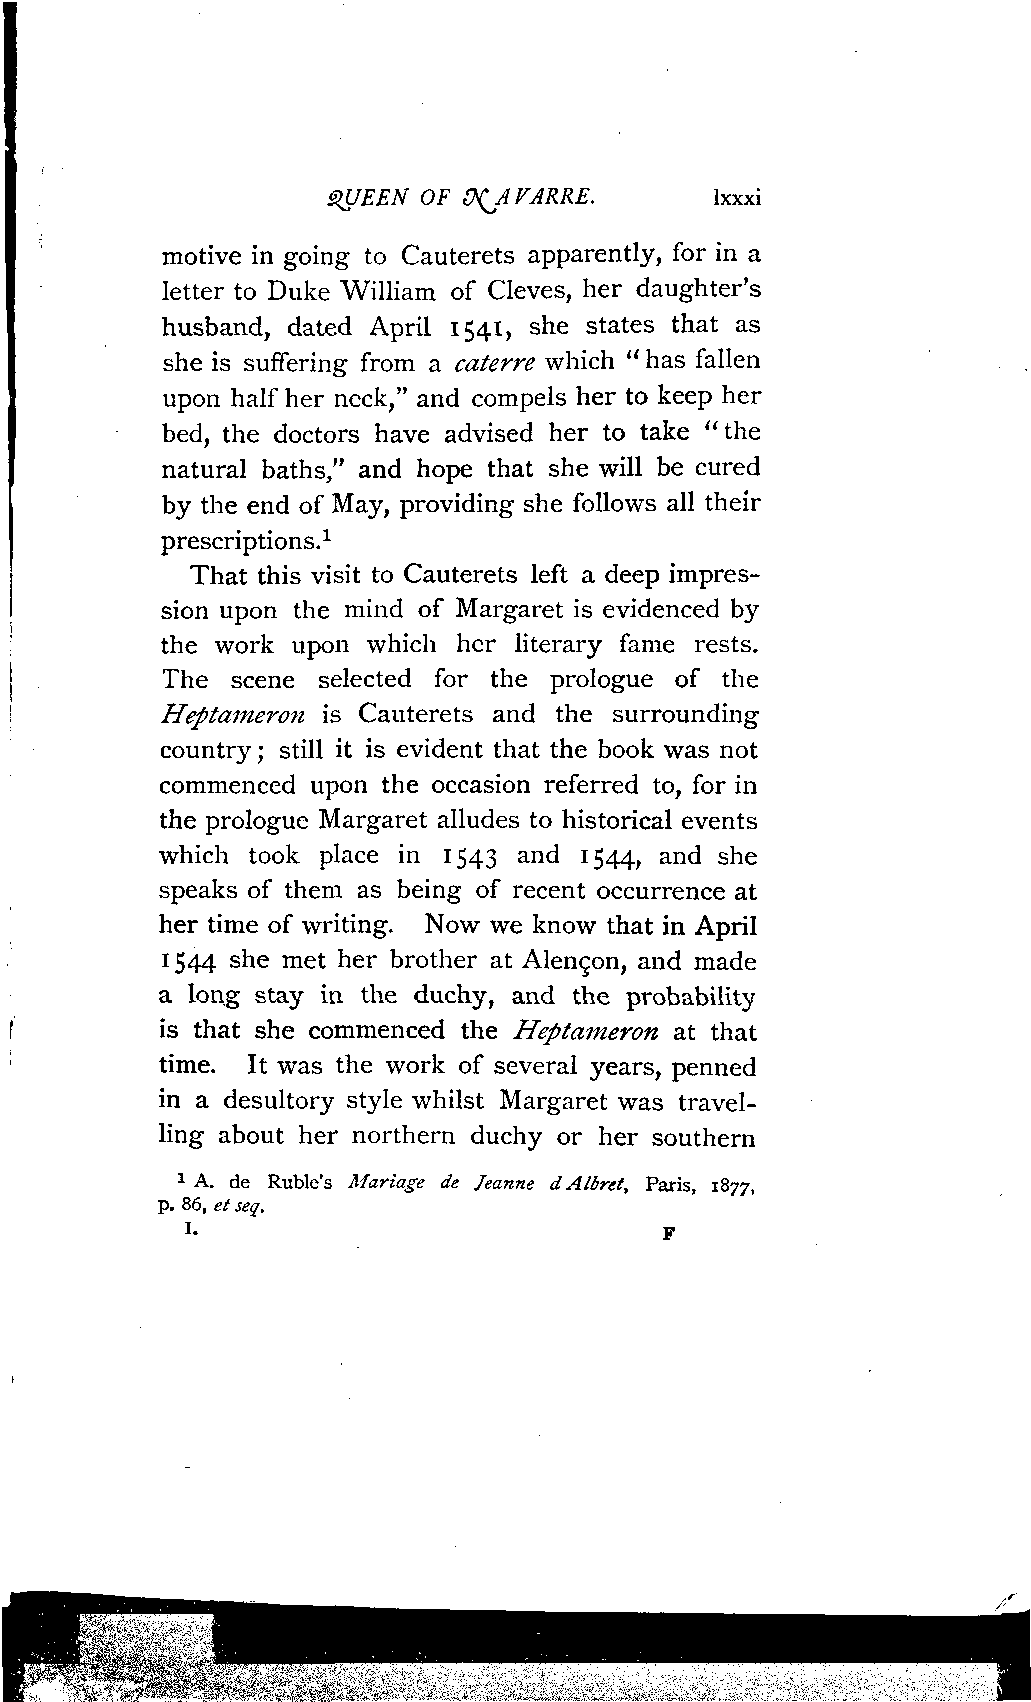 QUEEN OF NAVARRE. lxxxi
motive in going to Cauterets apparently, for in a
letter to Duke William of Cleves, her daughter's
husband, dated April 1541, she states that as
she is suffering from a caterre which "has fallen
upon half her neck," and compels her to keep her
bed, the doctors have advised her to take "the
natural baths," and hope that she will be cured
by the end of May, providing she follows all their
prescriptions.¹
That this visit to Cauterets left a deep impres-
sion upon the mind of Margaret is evidenced by
the work upon which her literary fame rests.
The scene selected for the prologue of the
Heptameron is Cauterets and the surrounding
country; still it is evident that the book was not
commenced upon the occasion referred to, for in
the prologue Margaret alludes to historical events
which took place in 1543 and 1544, and she
speaks of them as being of recent occurrence at
her time of writing. Now we know that in April
1544 she met her brother at Alençon, and made
a long stay in the duchy, and the probability
is that she commenced the Heptameron at that
time. It was the work of several years, penned
in a desultory style whilst Margaret was travel-
ling about her northern duchy or her southern
¹ A. de Ruble's Mariage de Jeanne d'Albret, Paris, 1877,
p. 86, et seq.
I. F